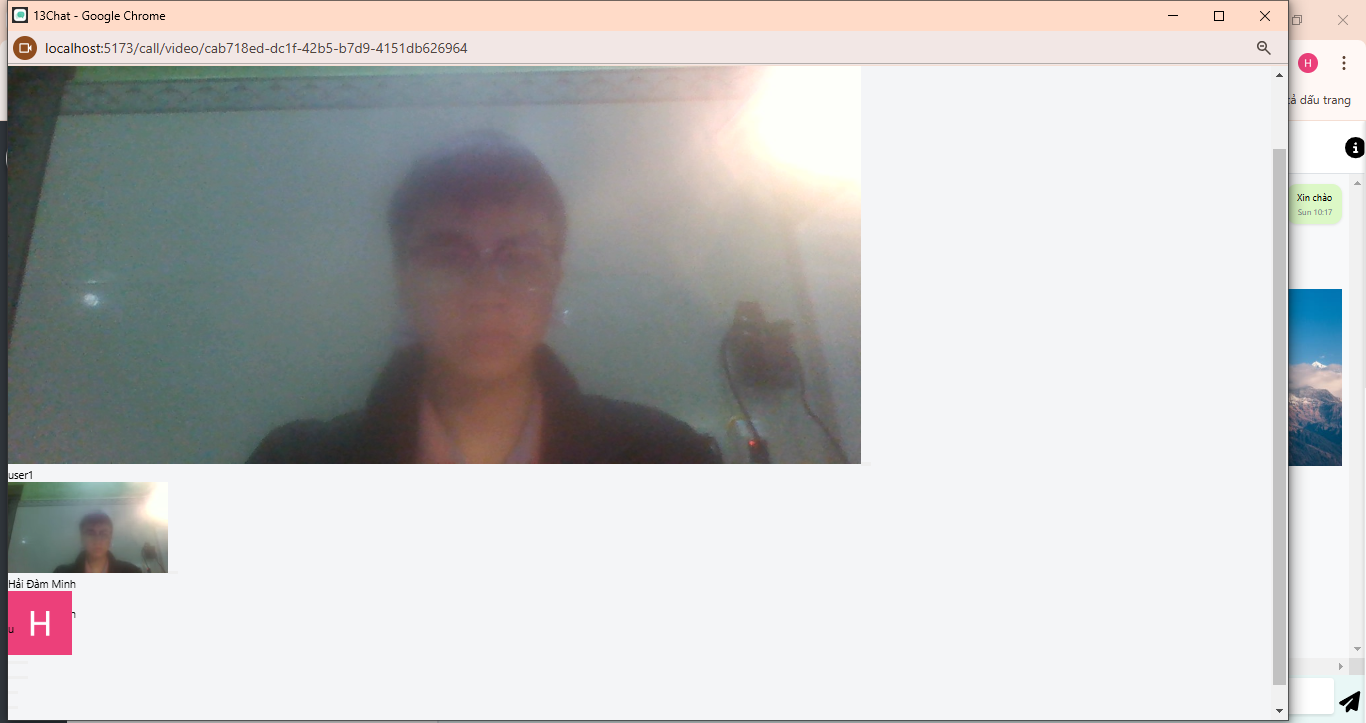 13Chat - Google Chrome
localhost:5173/call/video/cab718ed-dc1f-42b5-b7d9-4151db626964
H
dấu trang
Xin chào
Sun 10:17
user1
Hải Đàm Minh
H
u